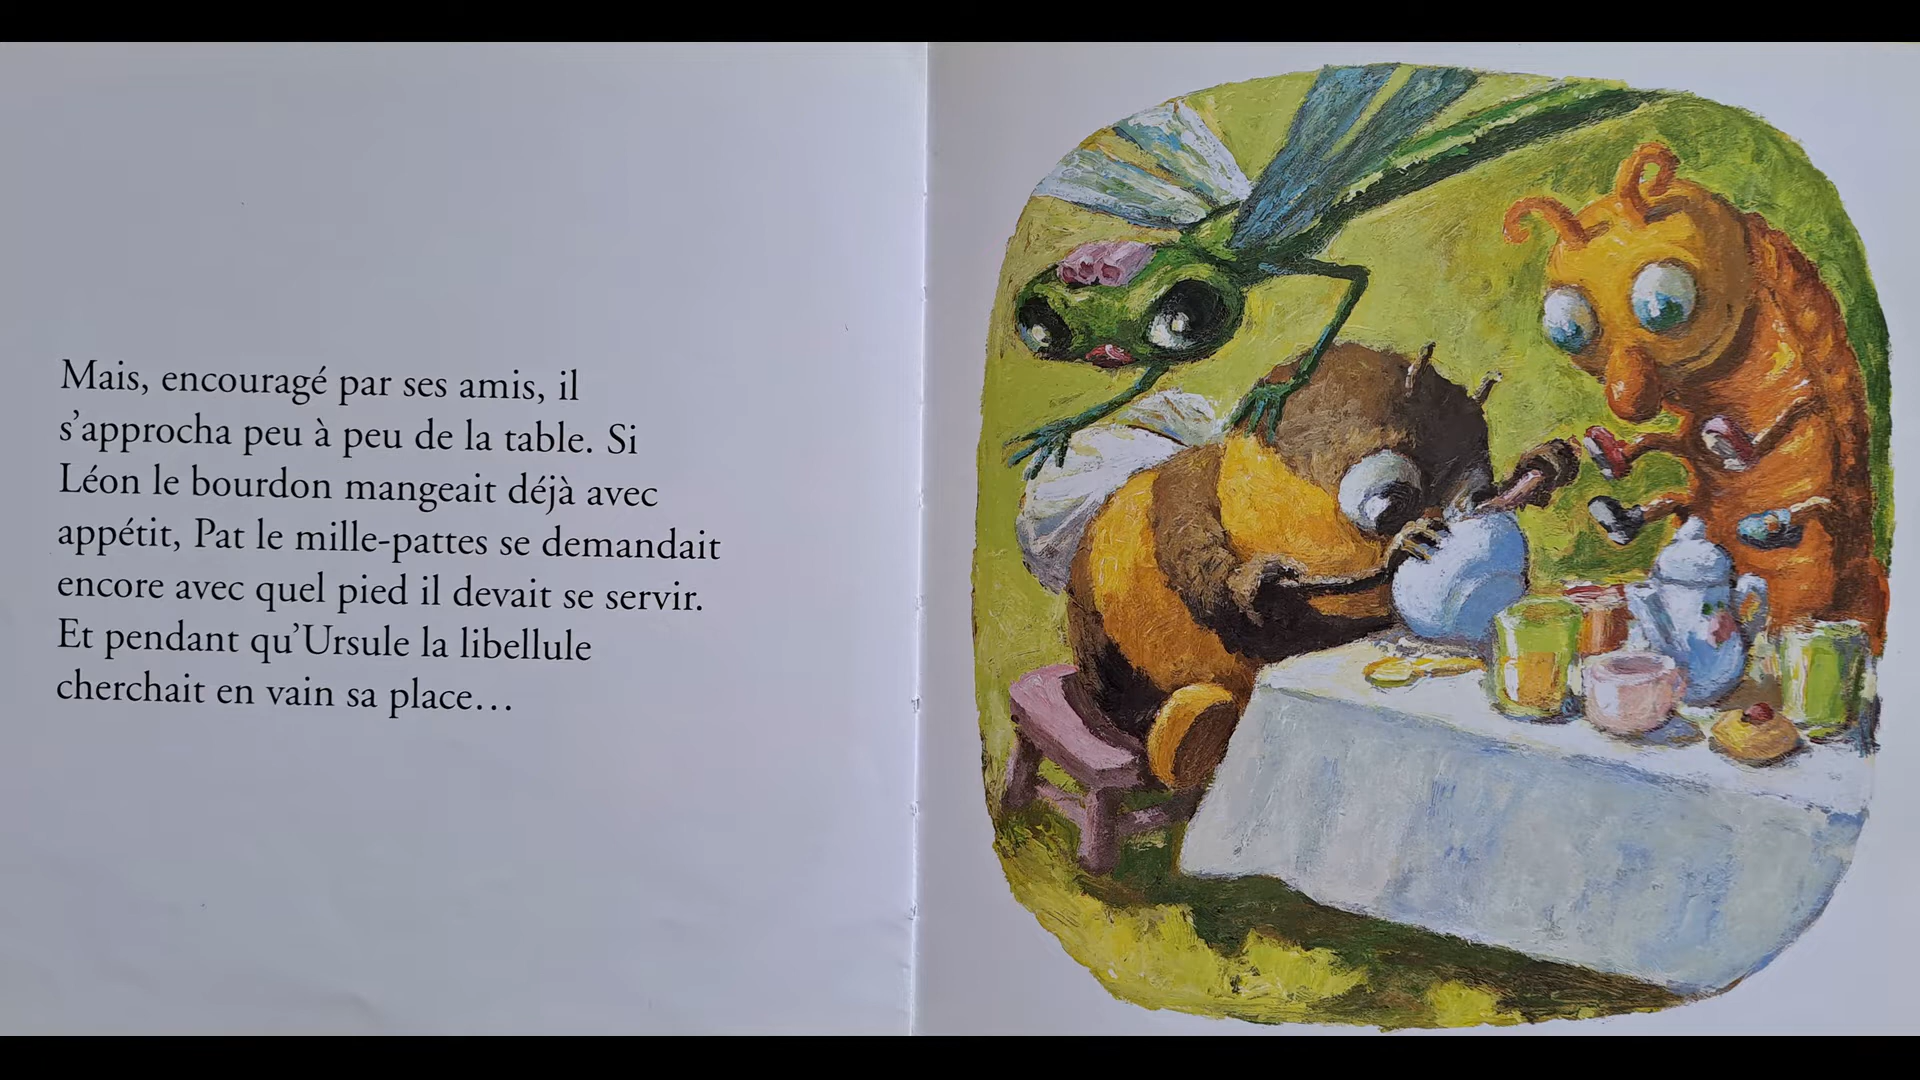 Mais, encouragé par ses amis, il
s’approcha peu à peu de la table. Si
Léon le bourdon mangeait déjà avec
appétit, Pat le mille-pattes se demandait
encore avec quel pied il devait se servir.
Et pendant qu’Ursule la libellule
cherchait en vain sa place…